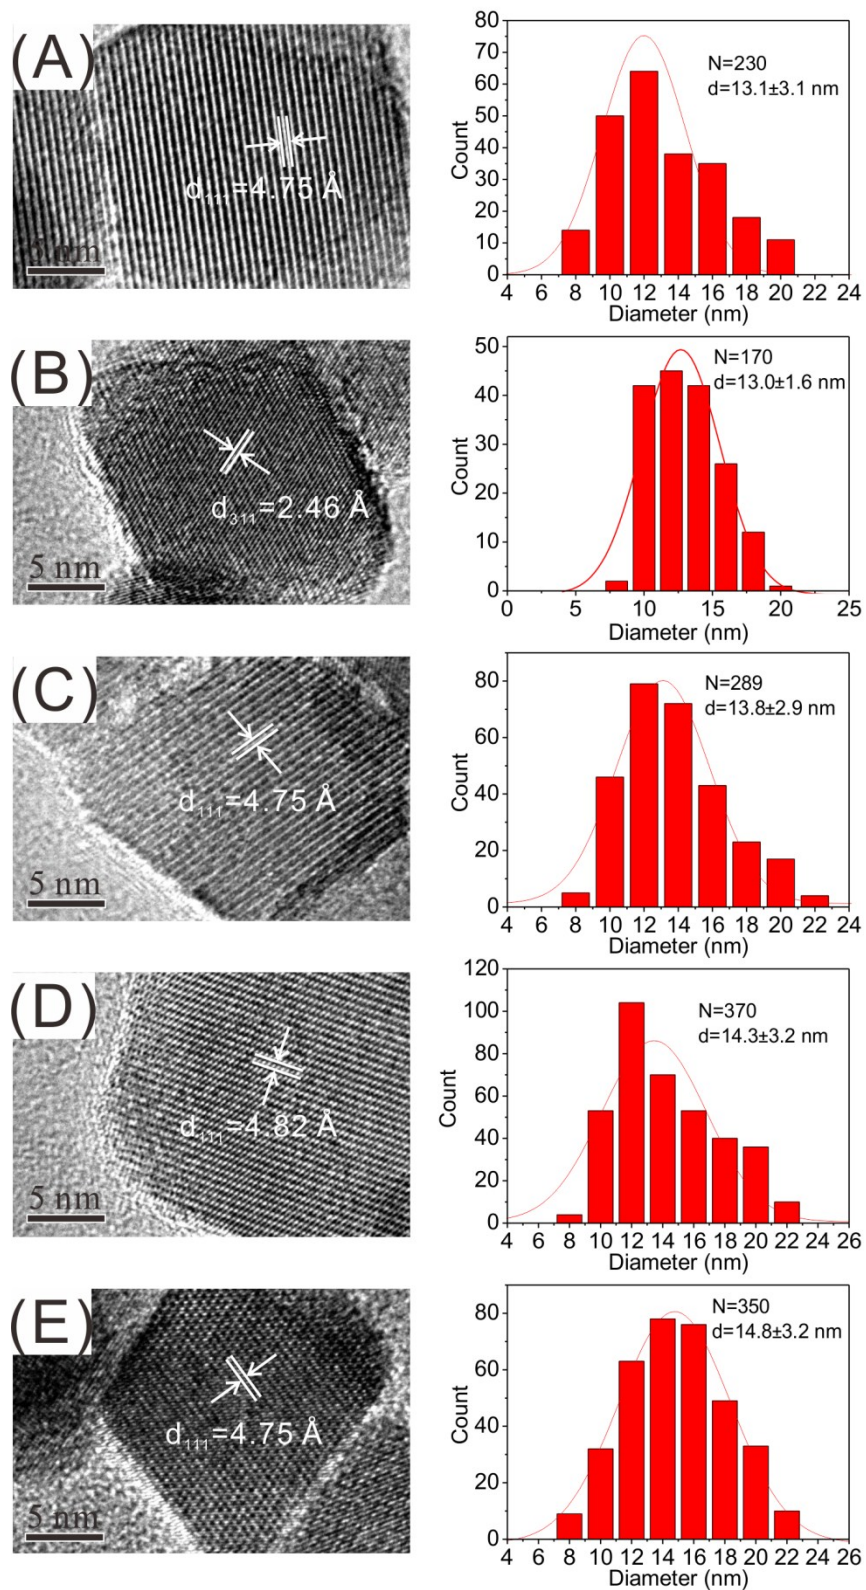 (A)
d111=4.75 Å
5 nm
80
70
60
50
40
30
20
10
0
Count
N=230
d=13.1±3.1 nm
4 6 8 10 12 14 16 18 20 22 24
Diameter (nm)
(B)
d311=2.46 Å
5 nm
50
40
30
20
10
0
Count
N=170
d=13.0±1.6 nm
0 5 10 15 20 25
Diameter (nm)
(C)
d111=4.75 Å
5 nm
80
60
40
20
0
Count
N=289
d=13.8±2.9 nm
4 6 8 10 12 14 16 18 20 22 24
Diameter (nm)
(D)
d111=4.82 Å
5 nm
120
100
80
60
40
20
0
Count
N=370
d=14.3±3.2 nm
4 6 8 10 12 14 16 18 20 22 24 26
Diameter (nm)
(E)
d111=4.75 Å
5 nm
80
60
40
20
0
Count
N=350
d=14.8±3.2 nm
4 6 8 10 12 14 16 18 20 22 24 26
Diameter (nm)